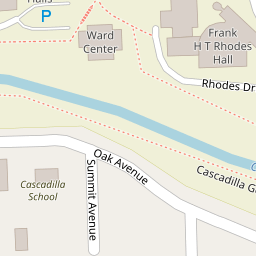 Halls
P
Ward
Center
Frank
H T Rhodes
Hall
Rhodes Dr
Oak Avenue
Summit Avenue
Cascadilla
School
Cascadilla G
C